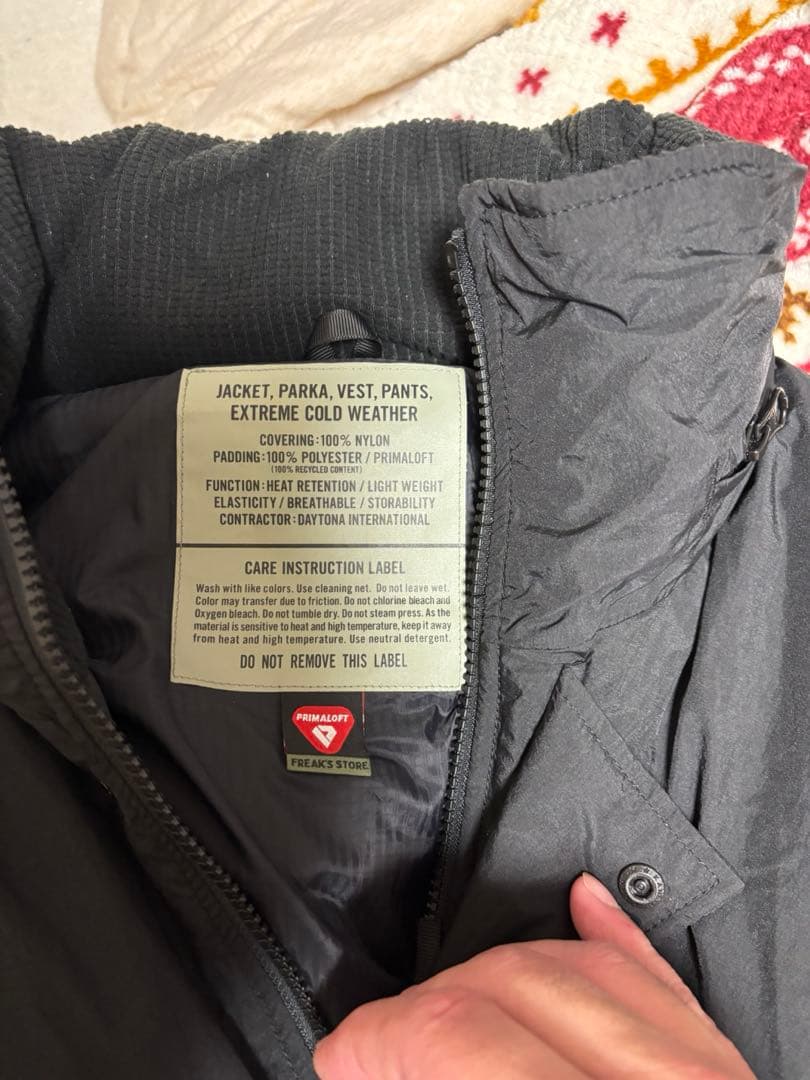 JACKET, PARKA, VEST, PANTS,
EXTREME COLD WEATHER
COVERING:100% NYLON
PADDING:100% POLYESTER / PRIMALOFT
(100% RECYCLED CONTENT)
FUNCTION:HEAT RETENTION / LIGHT WEIGHT
ELASTICITY / BREATHABLE / STORABILITY
CONTRACTOR:DAYTONA INTERNATIONAL
CARE INSTRUCTION LABEL
Wash with like colors. Use cleaning net. Do not leave wet.
Color may transfer due to friction. Do not chlorine bleach and
Oxygen bleach. Do not tumble dry. Do not steam press. As the
material is sensitive to heat and high temperature, keep it away
from heat and high temperature. Use neutral detergent.
DO NOT REMOVE THIS LABEL
PRIMALOFT
FREAK'S STORE